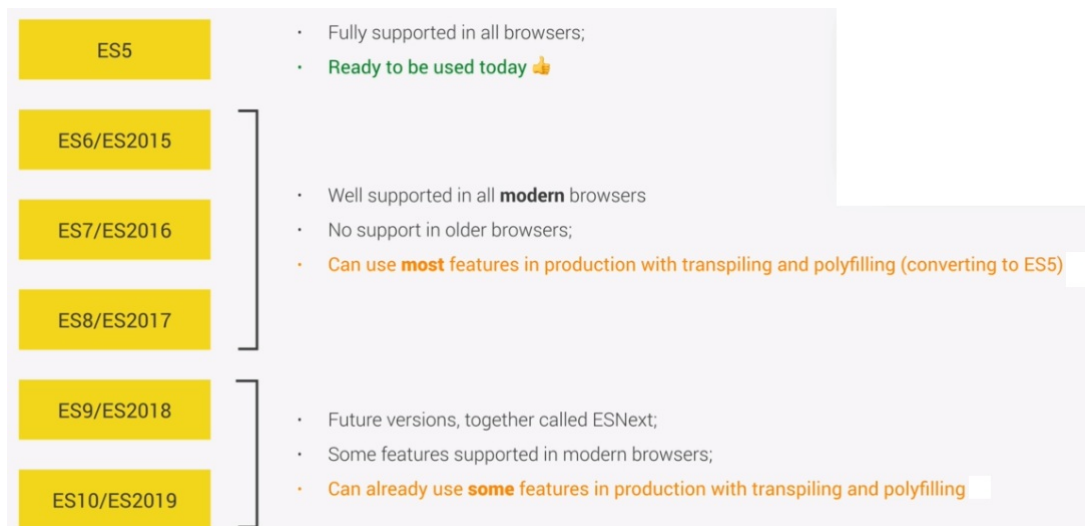 ES5
· Fully supported in all browsers;
· Ready to be used today 👍
ES6/ES2015
ES7/ES2016
ES8/ES2017
· Well supported in all modern browsers
· No support in older browsers;
· Can use most features in production with transpiling and polyfilling (converting to ES5)
ES9/ES2018
ES10/ES2019
· Future versions, together called ESNext;
· Some features supported in modern browsers;
· Can already use some features in production with transpiling and polyfilling